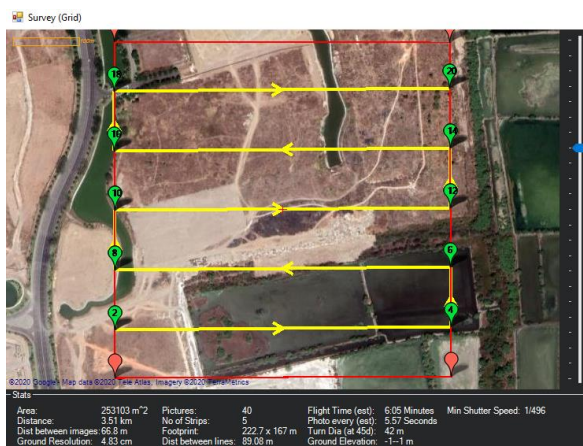 Survey (Grid)
18
20
16
14
10
12
8
6
2
4
©2020 Google - Map data ©2020 Tele Atlas, Imagery ©2020 TerraMetrics
Stats
Area: 253103 m^2 Pictures: 40 Flight Time (est): 6:05 Minutes Min Shutter Speed: 1/496
Distance: 3.51 km No of Strips: 5 Photo every (est): 5.57 Seconds
Dist between images: 66.8 m Footprint: 222.7 x 167 m Turn Dia (at 45d): 42 m
Ground Resolution: 4.83 cm Dist between lines: 89.08 m Ground Elevation: -1--1 m